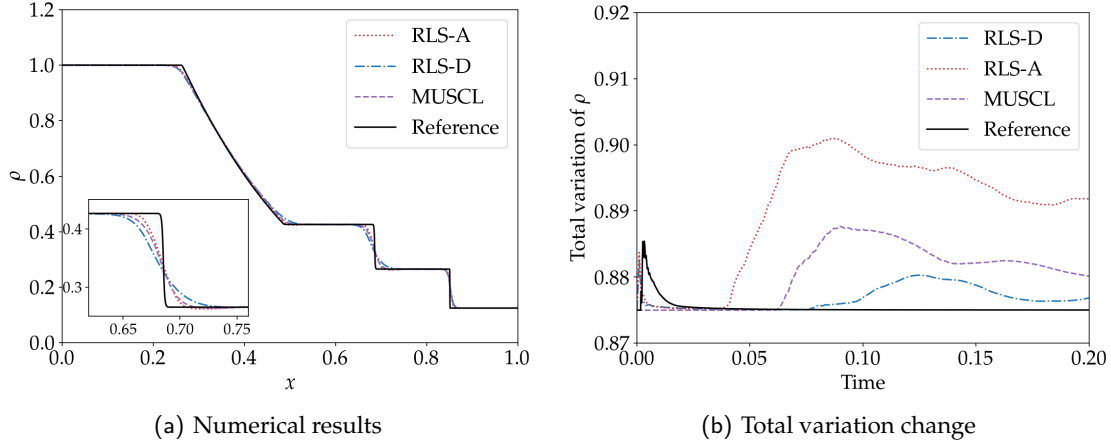 1.2
1.0
0.8
0.6
0.4
0.2
0.0
ρ
RLS-A
RLS-D
MUSCL
Reference
0.4
0.3
0.65 0.70 0.75
0.0 0.2 0.4 0.6 0.8 1.0
x
(a) Numerical results
0.92
0.91
0.90
0.89
0.88
0.87
Total variation of ρ
RLS-D
RLS-A
MUSCL
Reference
0.00 0.05 0.10 0.15 0.20
Time
(b) Total variation change